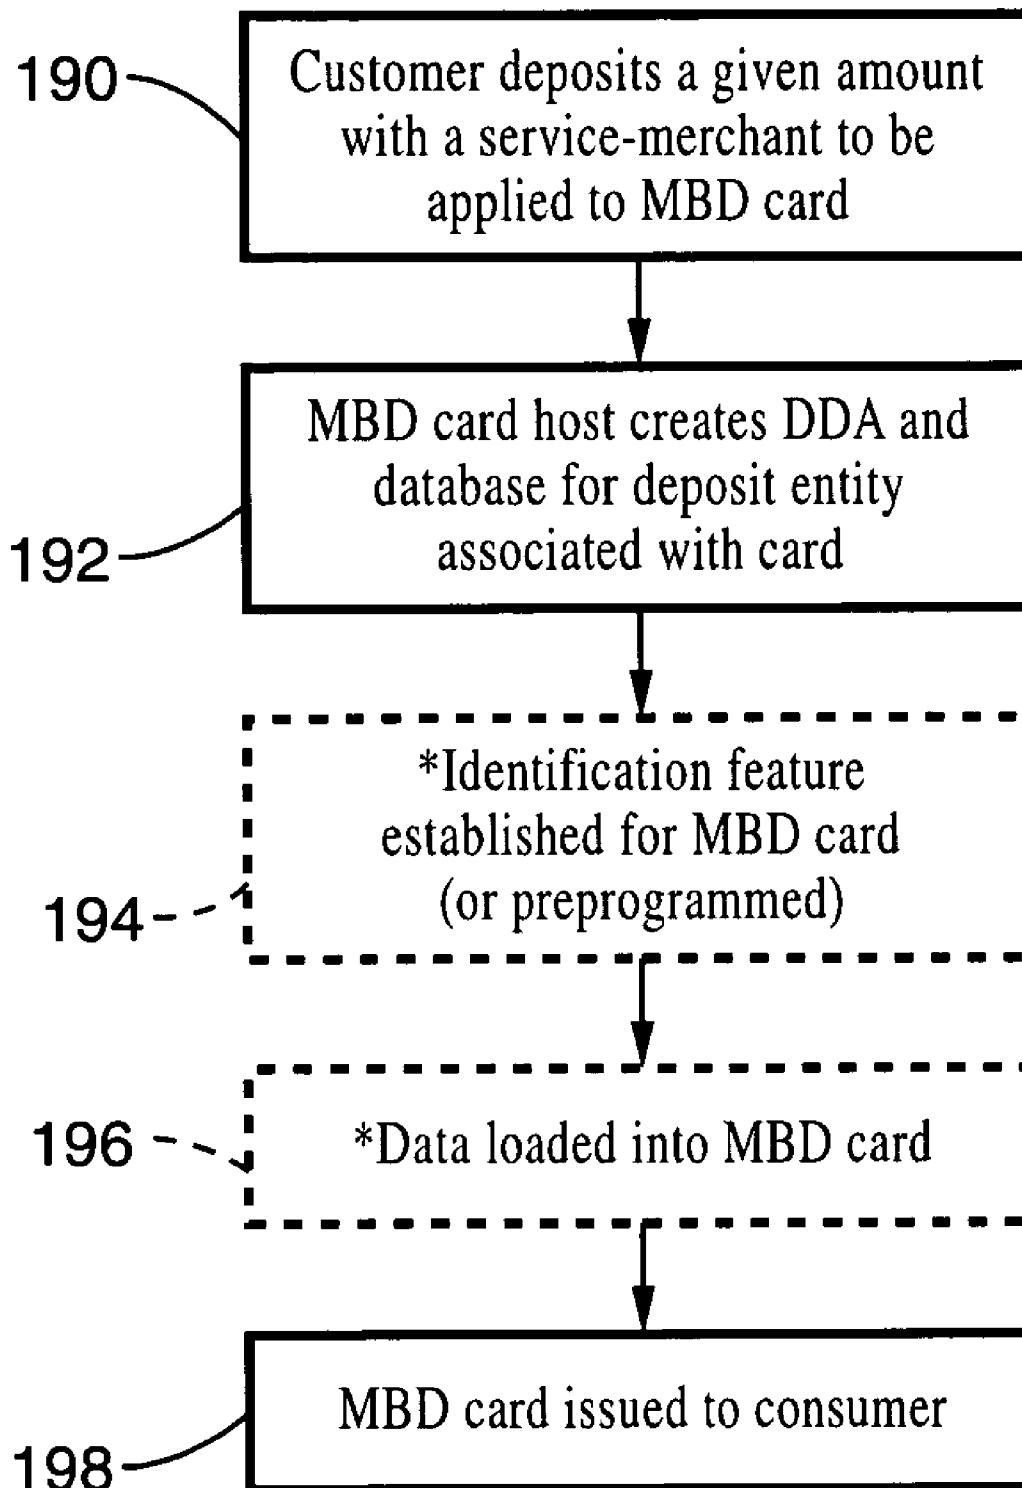 190
Customer deposits a given amount
with a service-merchant to be
applied to MBD card
192
MBD card host creates DDA and
database for deposit entity
associated with card
194
*Identification feature
established for MBD card
(or preprogrammed)
196
*Data loaded into MBD card
198
MBD card issued to consumer